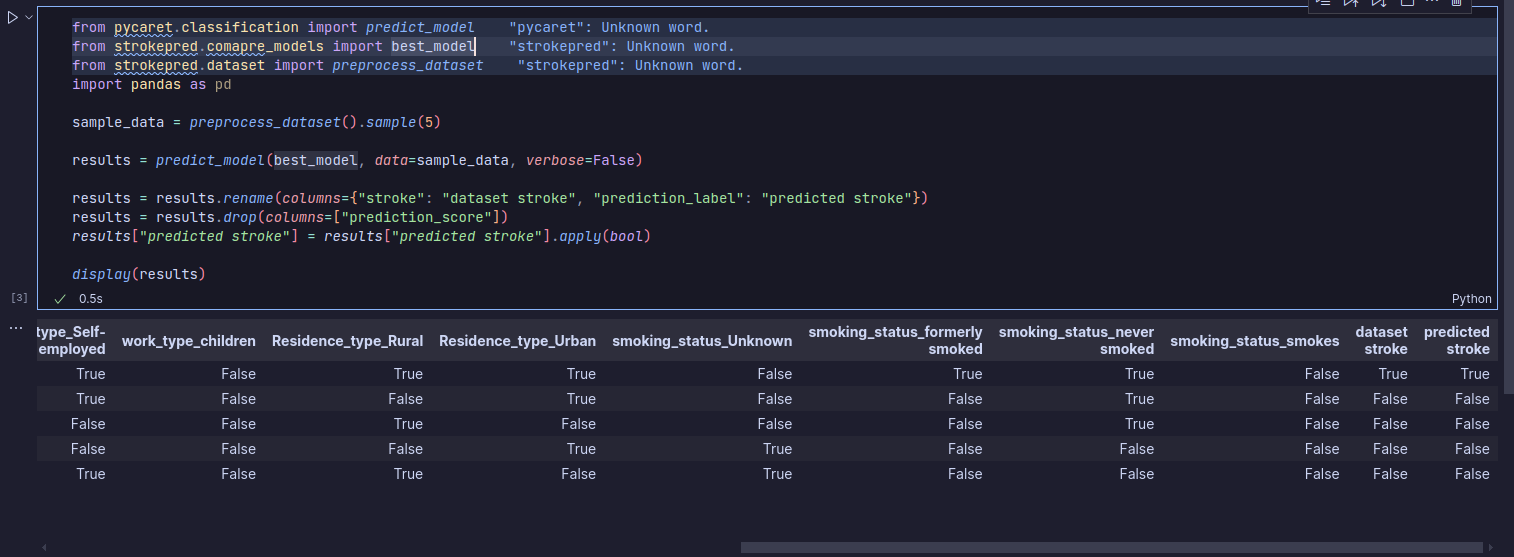 from pycaret.classification import predict_model    "pycaret": Unknown word.
from strokepred.comapre_models import best_model    "strokepred": Unknown word.
from strokepred.dataset import preprocess_dataset    "strokepred": Unknown word.
import pandas as pd
sample_data = preprocess_dataset().sample(5)
results = predict_model(best_model, data=sample_data, verbose=False)
results = results.rename(columns={"stroke": "dataset stroke", "prediction_label": "predicted stroke"})
results = results.drop(columns=["prediction_score"])
results["predicted stroke"] = results["predicted stroke"].apply(bool)
display(results)
[3] 0.5s Python
type_Self-employed work_type_children Residence_type_Rural Residence_type_Urban smoking_status_Unknown smoking_status_formerly smoked smoking_status_never smoked smoking_status_smokes dataset stroke predicted stroke
True False True True False True True False True True
True False False False False False True False False False
False False True False False False True False False False
False False False True True False False False False False
True False True False True False False False False False